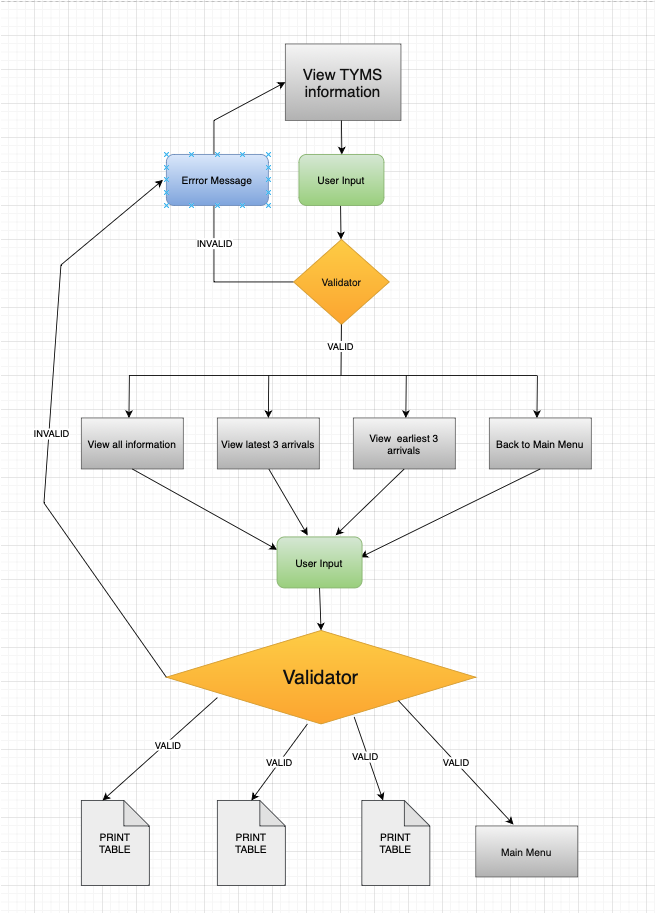 View TYMS
information
Errror Message
User Input
INVALID
Validator
VALID
View all information
View latest 3 arrivals
View  earliest 3
arrivals
Back to Main Menu
INVALID
User Input
Validator
VALID
VALID
VALID
VALID
PRINT
TABLE
PRINT
TABLE
PRINT
TABLE
Main Menu